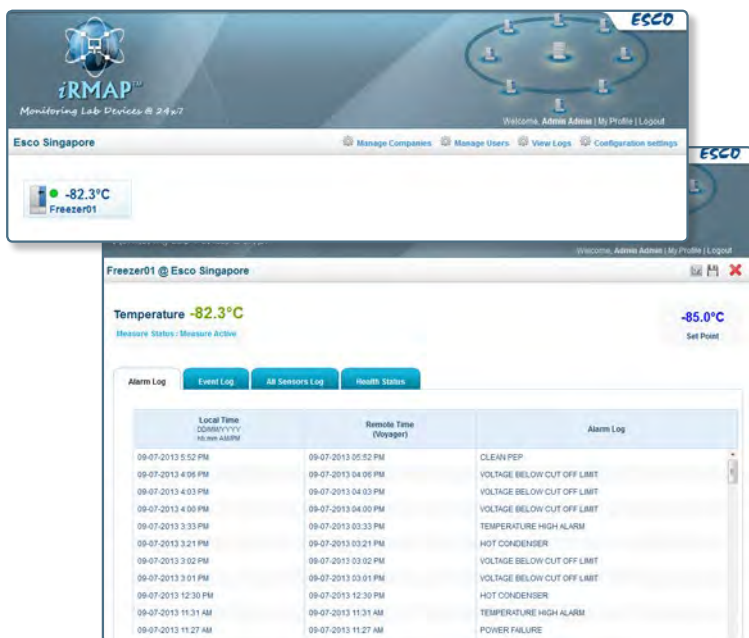 ESCO
iRMAP™
Monitoring Lab Devices @ 24x7
Welcome, Admin Admin | My Profile | Logout
Esco Singapore
Manage Companies Manage Users View Logs Configuration settings
-82.3°C
Freezer01
ESCO
Welcome, Admin Admin | My Profile | Logout
Freezer01 @ Esco Singapore
Temperature -82.3°C
-85.0°C
Measure Status : Measure Active
Set Point
Alarm Log Event Log All Sensors Log Health Status
Local Time
DD/MM/YYYY
hh:mm AM/PM
Remote Time
(Voyager)
Alarm Log
09-07-2013 5:52 PM 09-07-2013 05:52 PM CLEAN PEP
09-07-2013 4:06 PM 09-07-2013 04:06 PM VOLTAGE BELOW CUT OFF LIMIT
09-07-2013 4:03 PM 09-07-2013 04:03 PM VOLTAGE BELOW CUT OFF LIMIT
09-07-2013 4:00 PM 09-07-2013 04:00 PM VOLTAGE BELOW CUT OFF LIMIT
09-07-2013 3:33 PM 09-07-2013 03:33 PM TEMPERATURE HIGH ALARM
09-07-2013 3:21 PM 09-07-2013 03:21 PM HOT CONDENSER
09-07-2013 3:02 PM 09-07-2013 03:02 PM VOLTAGE BELOW CUT OFF LIMIT
09-07-2013 3:01 PM 09-07-2013 03:01 PM VOLTAGE BELOW CUT OFF LIMIT
09-07-2013 12:30 PM 09-07-2013 12:30 PM HOT CONDENSER
09-07-2013 11:31 AM 09-07-2013 11:31 AM TEMPERATURE HIGH ALARM
09-07-2013 11:27 AM 09-07-2013 11:27 AM POWER FAILURE